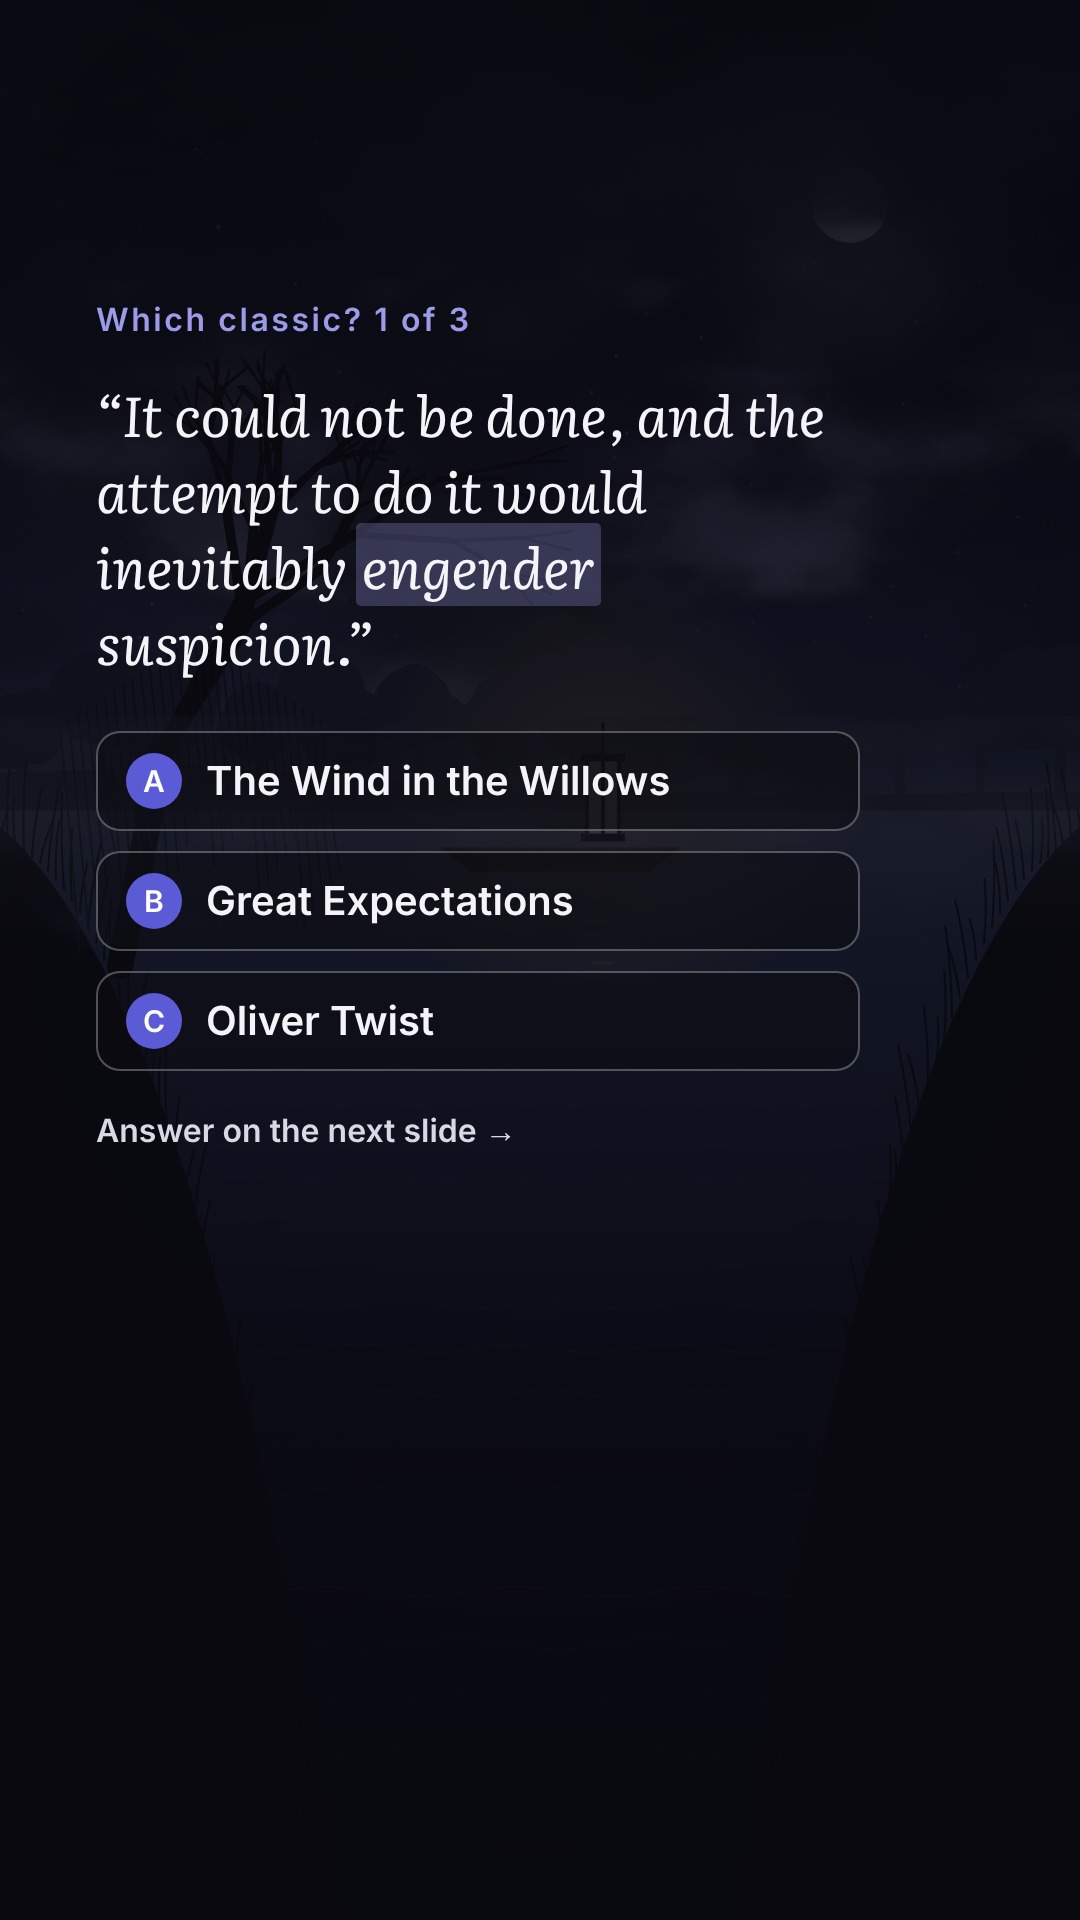 Which classic? 1 of 3
“It could not be done, and the
attempt to do it would
inevitably engender
suspicion.”
A The Wind in the Willows
B Great Expectations
C Oliver Twist
Answer on the next slide →